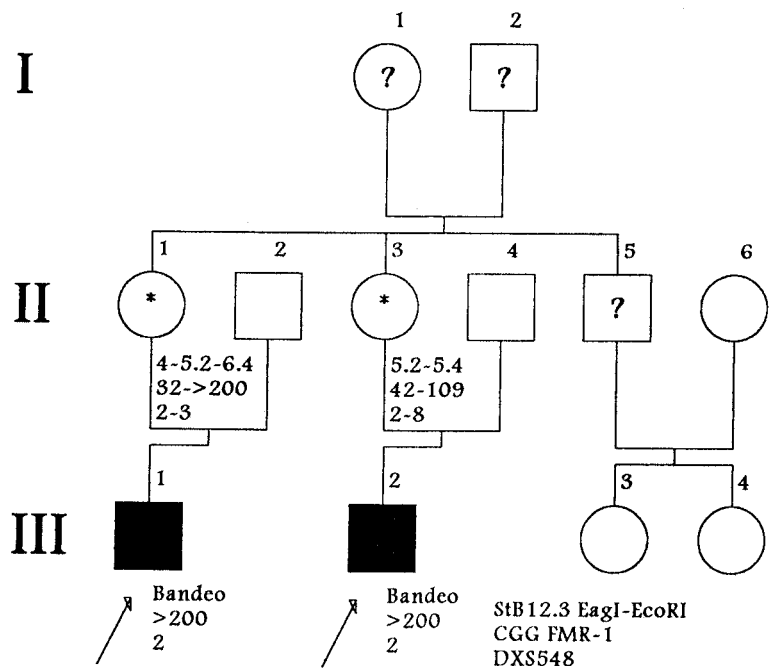 1 2
I ? ?
1 2 3 4 5 6
II * * ?
4-5.2-6.4
32->200
2-3
5.2-5.4
42-109
2-8
1 2 3 4
III
Bandeo
>200
2
Bandeo
>200
2
StB12.3 EagI-EcoRI
CGG FMR-1
DXS548